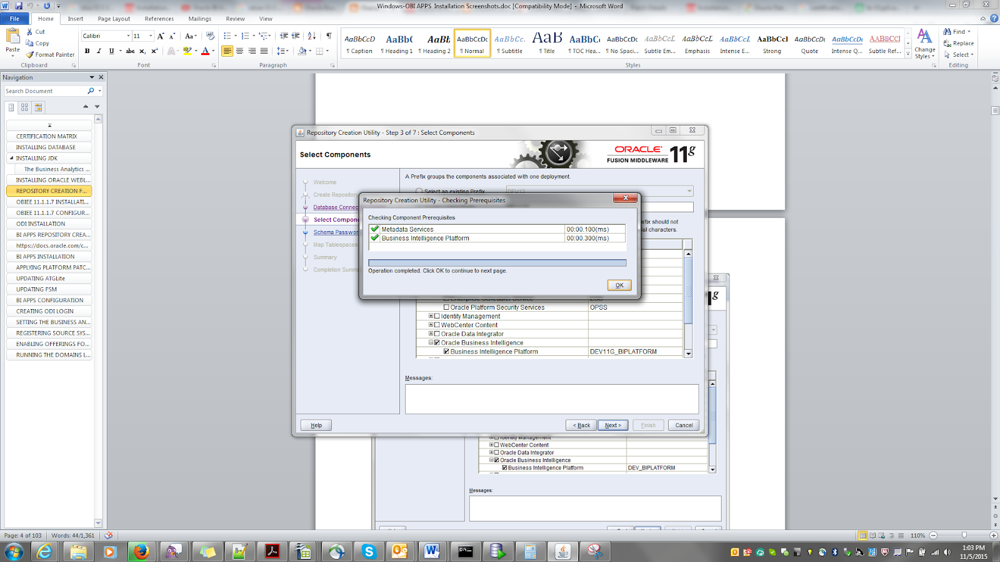 Windows-OBI APPS Installation Screenshots.doc [Compatibility Mode] - Microsoft Word
File Home Insert Page Layout References Mailings Review View
Paste
Cut
Copy
Format Painter
Clipboard
Calibri 11
Font
Paragraph
AaBbCcD AaBb( AaBb AaBbCcDc AaBbCc. AaB AaBbC AaBbCcDc AaBbCcL AaBbCcL AaBbCcL AaBbCcDc AaBbCcDc AaBbCcDc AABBCCI
¶ Caption ¶ Heading 1 ¶ Heading 2 ¶ Normal ¶ Subtitle ¶ Title ¶ TOC Hea... ¶ No Spaci... Subtle Em... Emphasis Intense E... Strong Quote Intense Q... Subtle Ref...
Styles
Change Styles
Find
Replace
Select
Editing
Navigation
Search Document
CERTIFICATION MATRIX
INSTALLING DATABASE
INSTALLING JDK
The Business Analytics ...
INSTALLING ORACLE WEBL...
REPOSITORY CREATION F...
OBIEE 11.1.1.7 INSTALLATI...
OBIEE 11.1.1.7 CONFIGUR...
ODI INSTALLATION
BI APPS REPOSITORY CREA...
https://docs.oracle.com/c...
BI APPS INSTALLATION
APPLYING PLATFORM PATC...
UPDATING ATGLite
UPDATING FSM
BI APPS CONFIGURATION
CREATING ODI LOGIN
SETTING THE BUSINESS AN...
REGISTERING SOURCE SYS...
ENABLING OFFERINGS FO...
RUNNING THE DOMAINS L...
Repository Creation Utility - Step 3 of 7 : Select Components
Select Components
ORACLE
FUSION MIDDLEWARE 11g
Welcome
Create Repository
Database Connec
Select Compone
Schema Passwor
Map Tablespaces
Summary
Completion Summ
A Prefix groups the components associated with one deployment.
Select an existing Prefix DEV12
efix should not
ial characters.
Repository Creation Utility - Checking Prerequisites
Checking Component Prerequisites
Metadata Services 00:00.100(ms)
Business Intelligence Platform 00:00.300(ms)
Operation completed. Click OK to continue to next page.
OK
Enterprise Scheduler Service ESS
Oracle Platform Security Services OPSS
Identity Management
WebCenter Content
Oracle Data Integrator
Oracle Business Intelligence
Business Intelligence Platform DEV11G_BIPLATFORM
Messages:
Help < Back Next > Finish Cancel
1g
Identity Management
WebCenter Content
Oracle Data Integrator
Oracle Business Intelligence
Business Intelligence Platform DEV_BIPLATFORM
Messages:
Page: 4 of 103 Words: 44/1,361 110%
1:03 PM
11/5/2015